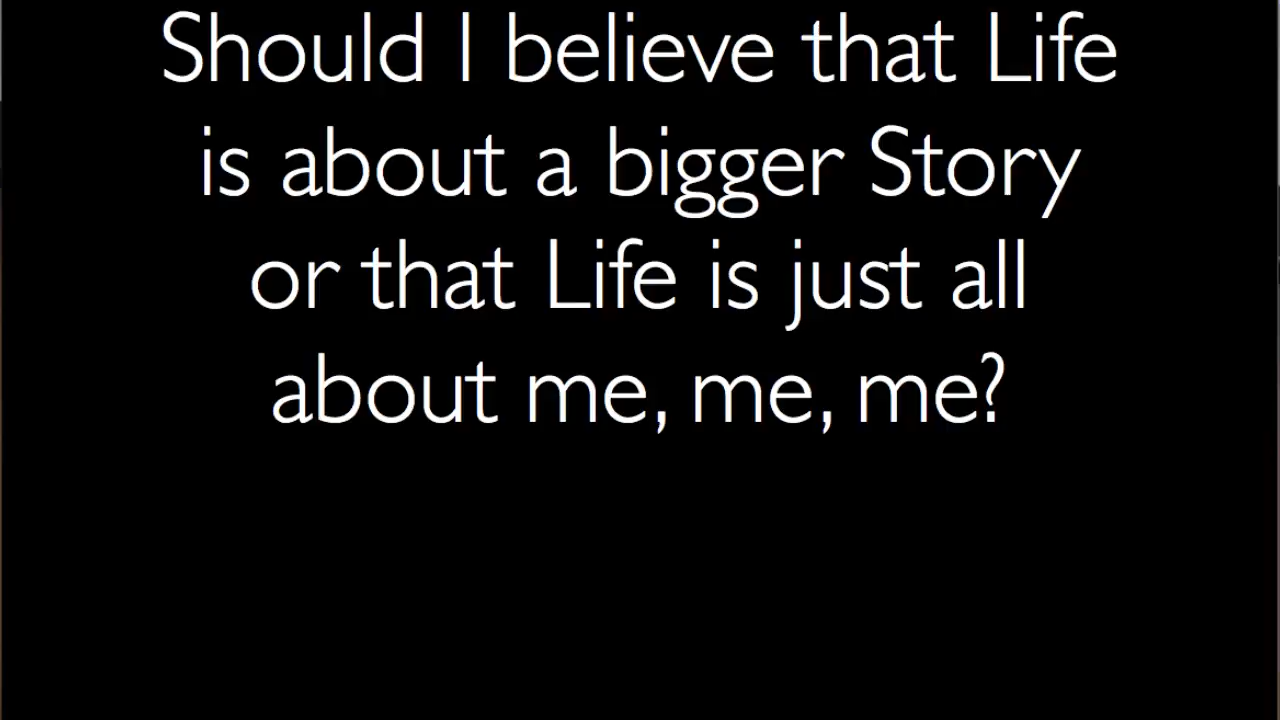 Should I believe that Life
is about a bigger Story
or that Life is just all
about me, me, me?